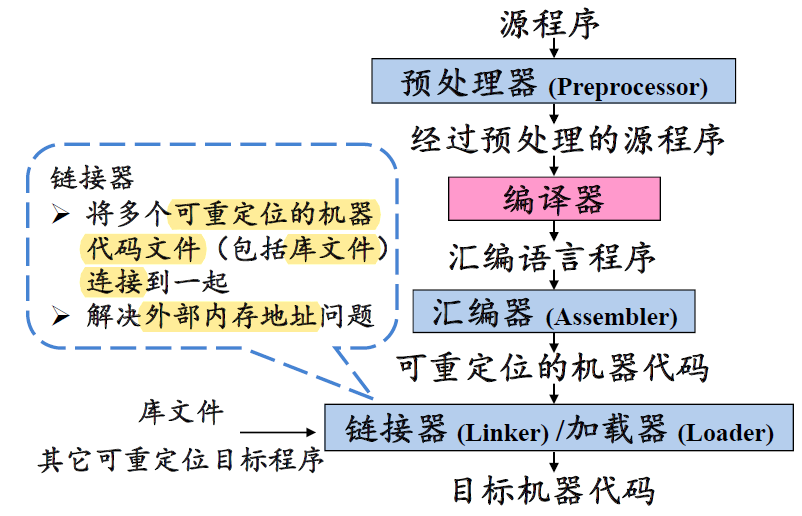 源程序
预处理器 (Preprocessor)
经过预处理的源程序
编译器
汇编语言程序
汇编器 (Assembler)
可重定位的机器代码
链接器
➢ 将多个可重定位的机器
代码文件（包括库文件）
连接到一起
➢ 解决外部内存地址问题
库文件
其它可重定位目标程序
链接器 (Linker) /加载器 (Loader)
目标机器代码